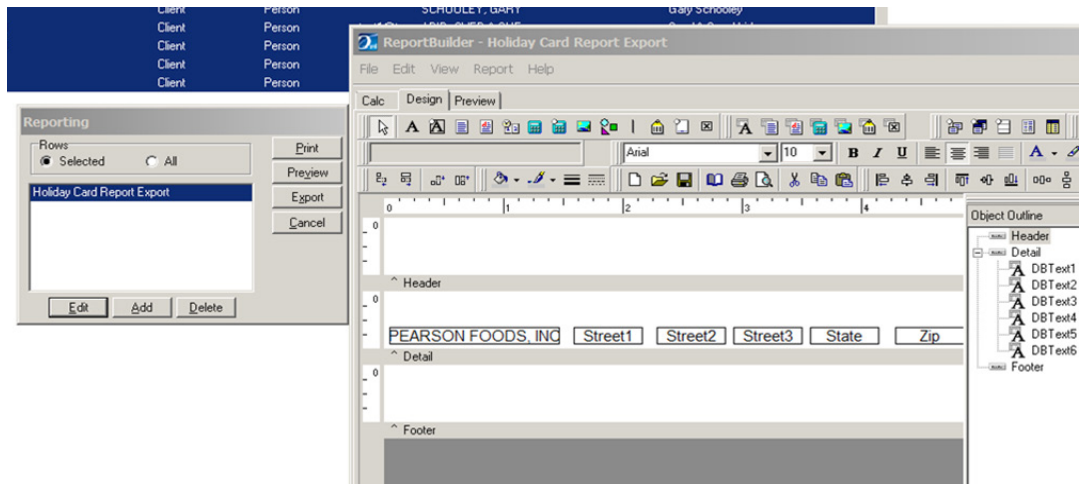 Client Person SCHOOLEY, GARY Gary Schooley
Client Person
Client Person
Client Person
Client Person
ReportBuilder - Holiday Card Report Export
File Edit View Report Help
Calc Design Preview
Arial 10 B I U
Reporting
Rows
Selected All
Holiday Card Report Export
Print
Preview
Export
Cancel
Edit Add Delete
0 1 2 3 4
0
^ Header
0
PEARSON FOODS, INC Street1 Street2 Street3 State Zip
^ Detail
0
^ Footer
Object Outline
Header
Detail
DBText1
DBText2
DBText3
DBText4
DBText5
DBText6
Footer